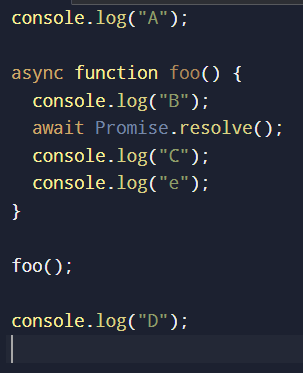 console.log("A");
async function foo() {
  console.log("B");
  await Promise.resolve();
  console.log("C");
  console.log("e");
}
foo();
console.log("D");